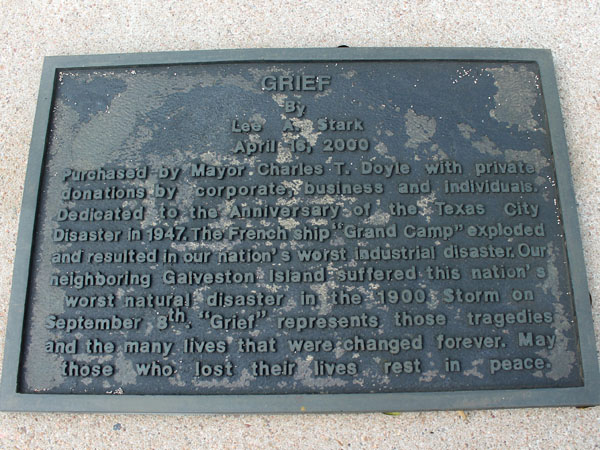 GRIEF
By
Lee A. Stark
April 16, 2000
Purchased by Mayor Charles T. Doyle with private
donations by corporate, business and individuals.
Dedicated to the Anniversary of the Texas City
Disaster in 1947. The French ship "Grand Camp" exploded
and resulted in our nation's worst industrial disaster. Our
neighboring Galveston Island suffered this nation's
worst natural disaster in the 1900 Storm on
September 8th. "Grief" represents those tragedies
and the many lives that were changed forever. May
those who lost their lives rest in peace.